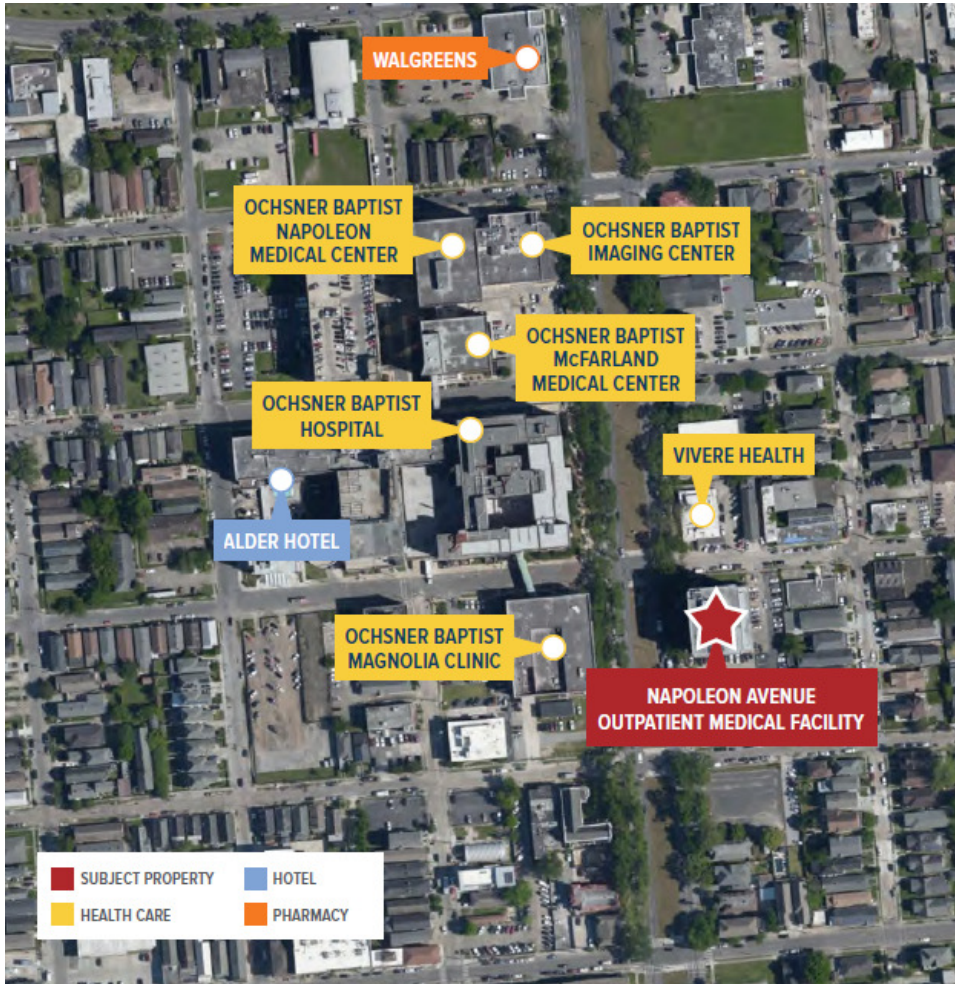 WALGREENS
OCHSNER BAPTIST
NAPOLEON
MEDICAL CENTER
OCHSNER BAPTIST
IMAGING CENTER
OCHSNER BAPTIST
McFARLAND
MEDICAL CENTER
OCHSNER BAPTIST
HOSPITAL
VIVERE HEALTH
ALDER HOTEL
OCHSNER BAPTIST
MAGNOLIA CLINIC
NAPOLEON AVENUE
OUTPATIENT MEDICAL FACILITY
SUBJECT PROPERTY
HOTEL
HEALTH CARE
PHARMACY